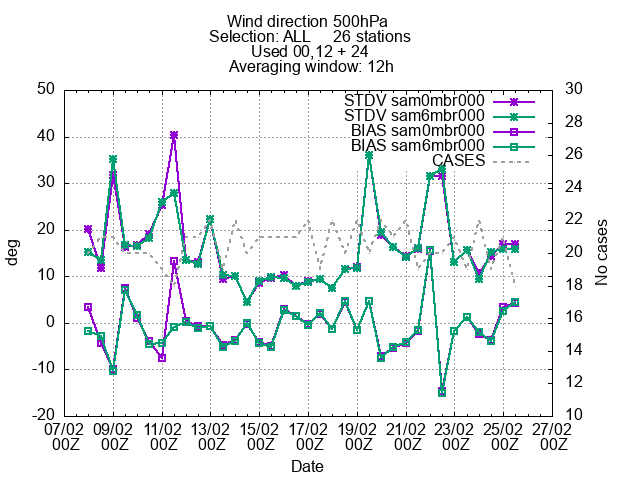 Wind direction 500hPa
Selection: ALL 26 stations
Used 00,12 + 24
Averaging window: 12h
50 30
STDV sam0mbr000
STDV sam6mbr000
BIAS sam0mbr000
BIAS sam6mbr000
CASES
40 28
30 26
20 24
10 22
0 20
-10 18
-20 16
14
12
10
deg
No cases
07/02 09/02 11/02 13/02 15/02 17/02 19/02 21/02 23/02 25/02 27/02
00Z 00Z 00Z 00Z 00Z 00Z 00Z 00Z 00Z 00Z 00Z
Date